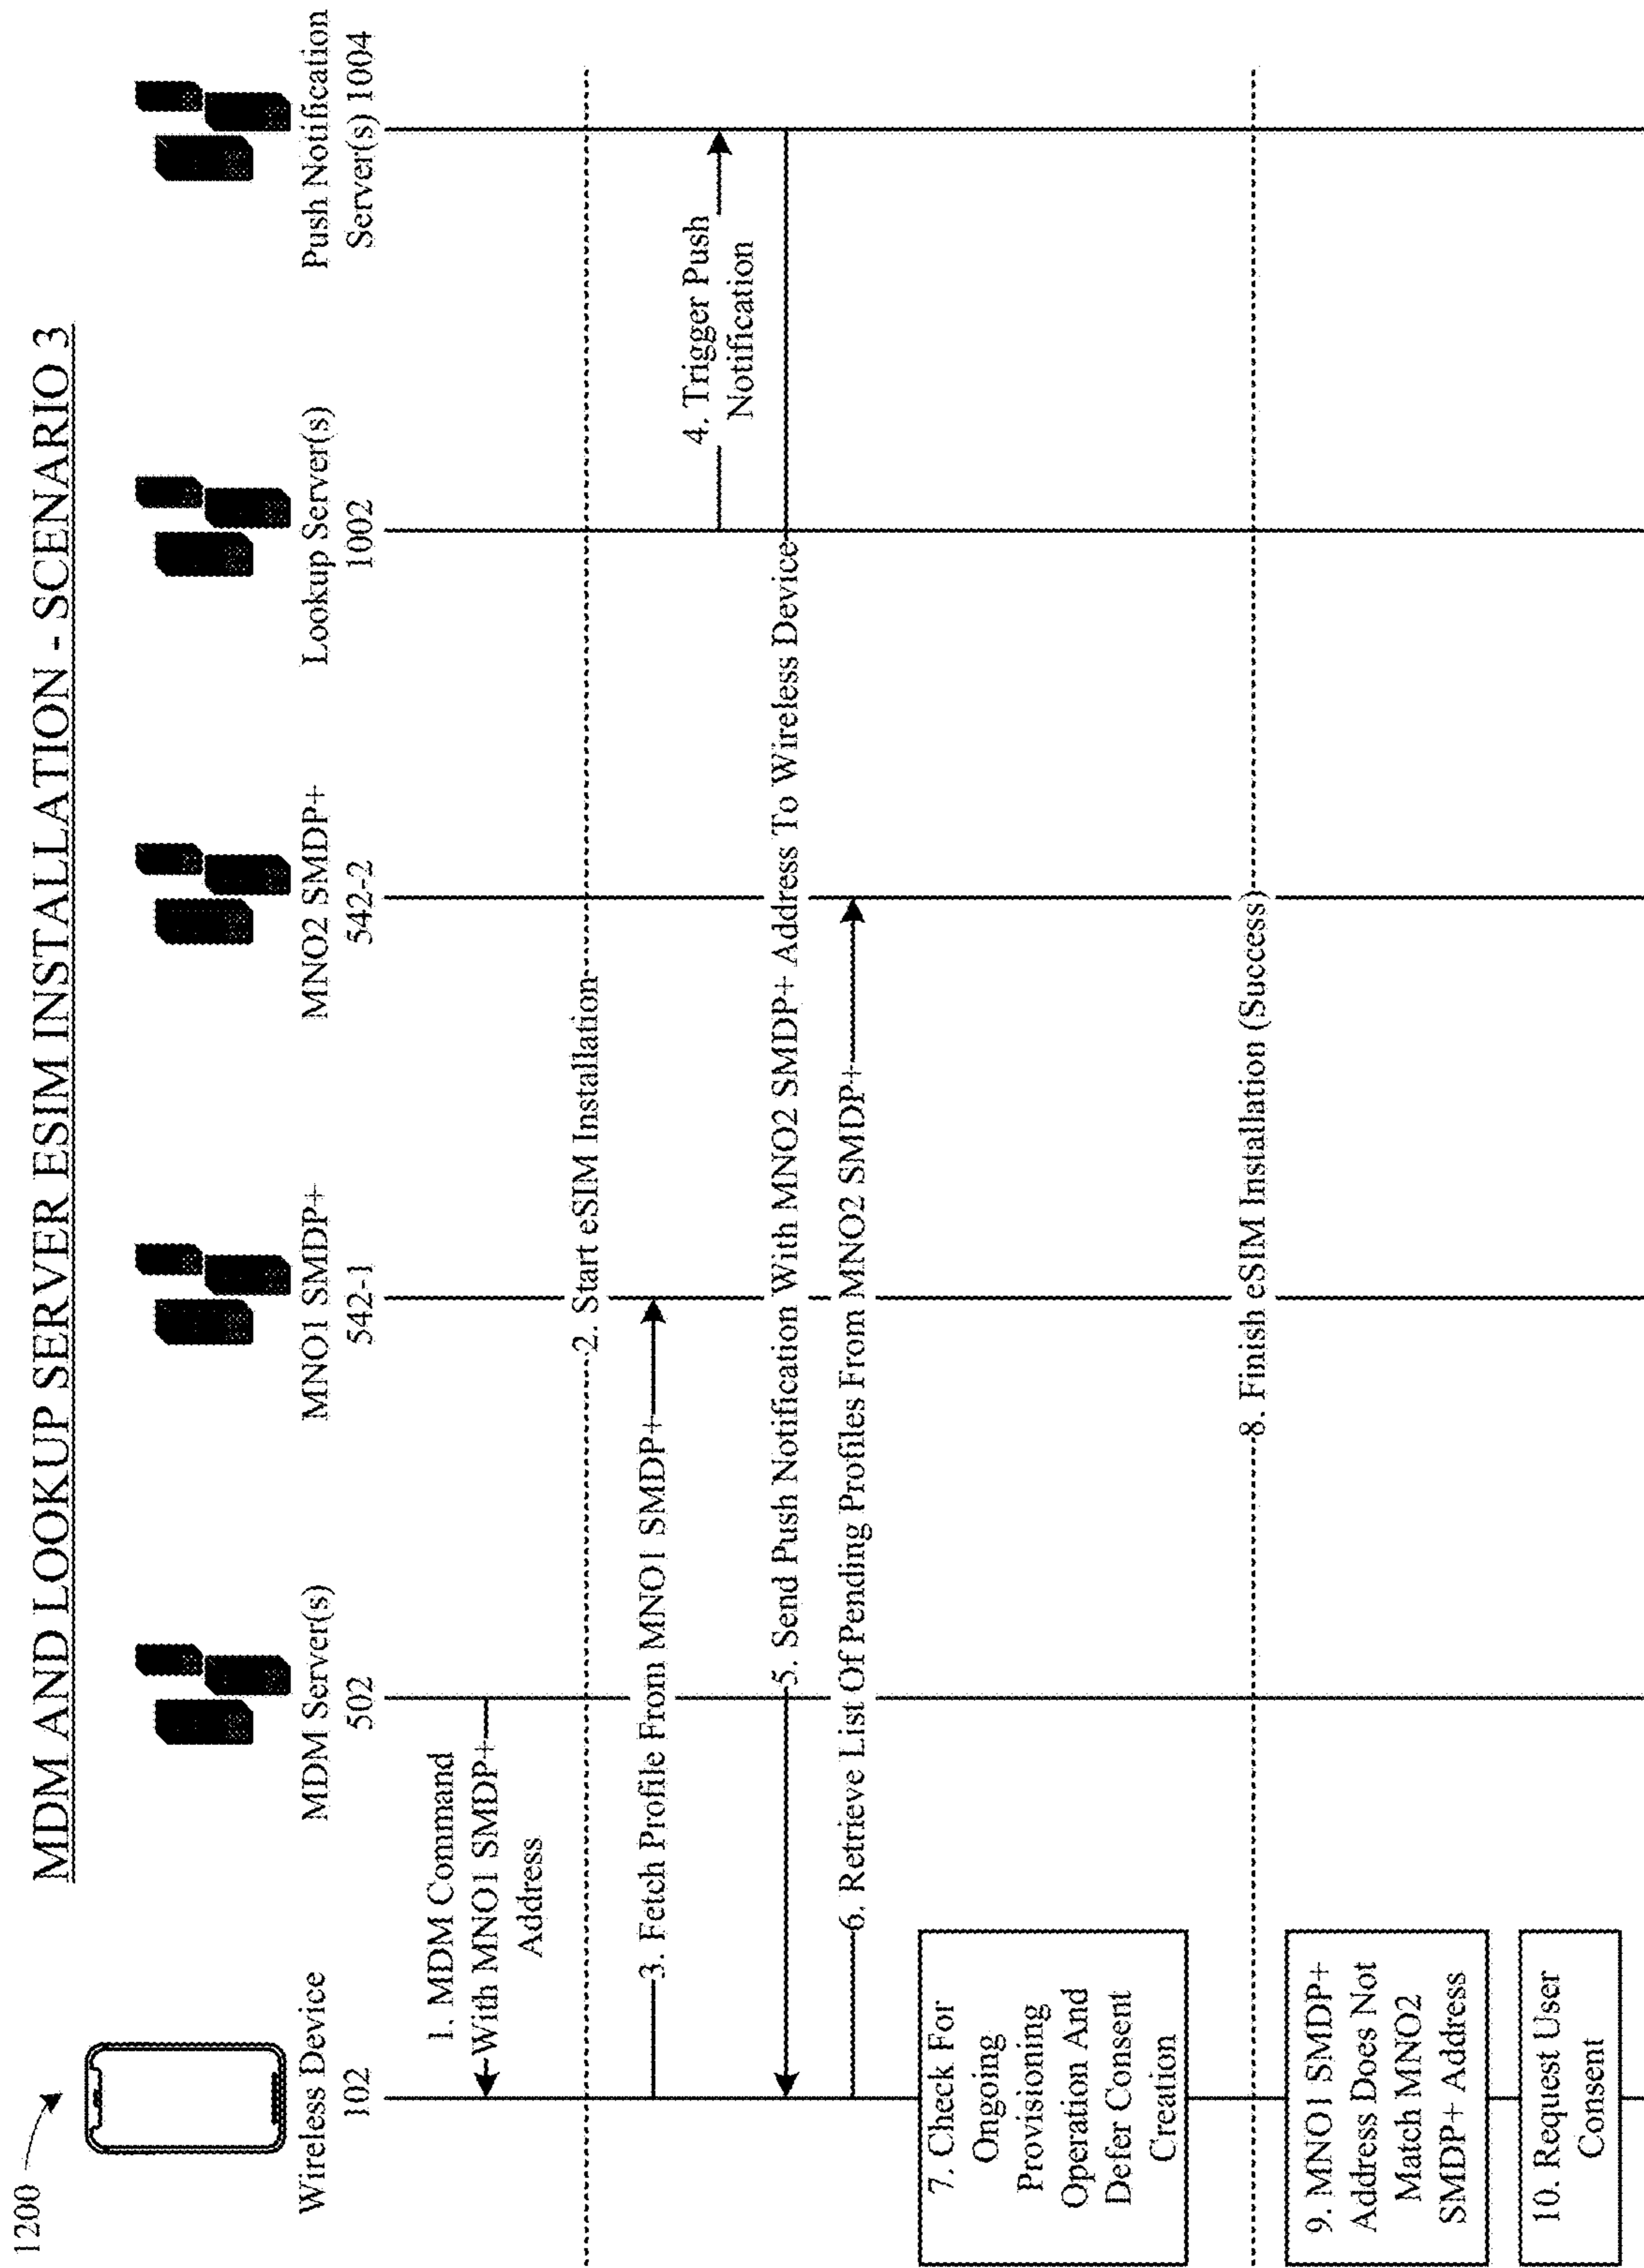 1200
MDM AND LOOKUP SERVER ESIM INSTALLATION - SCENARIO 3
Wireless Device
102
MDM Server(s)
502
MNO1 SMDP+
542-1
MNO2 SMDP+
542-2
Lookup Server(s)
1002
Push Notification
Server(s) 1004
1. MDM Command
With MNO1 SMDP+
Address
2. Start eSIM Installation
3. Fetch Profile From MNO1 SMDP+
4. Trigger Push
Notification
5. Send Push Notification With MNO2 SMDP+ Address To Wireless Device
6. Retrieve List Of Pending Profiles From MNO2 SMDP+
7. Check For
Ongoing
Provisioning
Operation And
Defer Consent
Creation
8. Finish eSIM Installation (Success)
9. MNO1 SMDP+
Address Does Not
Match MNO2
SMDP+ Address
10. Request User
Consent